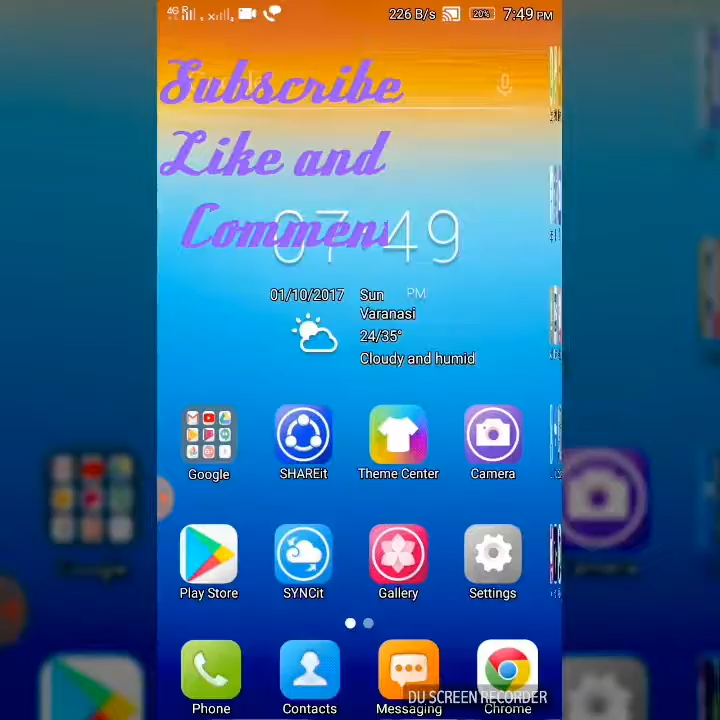 4G R 226 B/s 20% 7:49 PM
Subscribe
Like and
Commen
07:49
01/10/2017 Sun PM
Varanasi
24/35°
Cloudy and humid
Google SHAREit Theme Center Camera
Play Store SYNCit Gallery Settings
Phone Contacts Messaging Chrome
DU SCREEN RECORDER